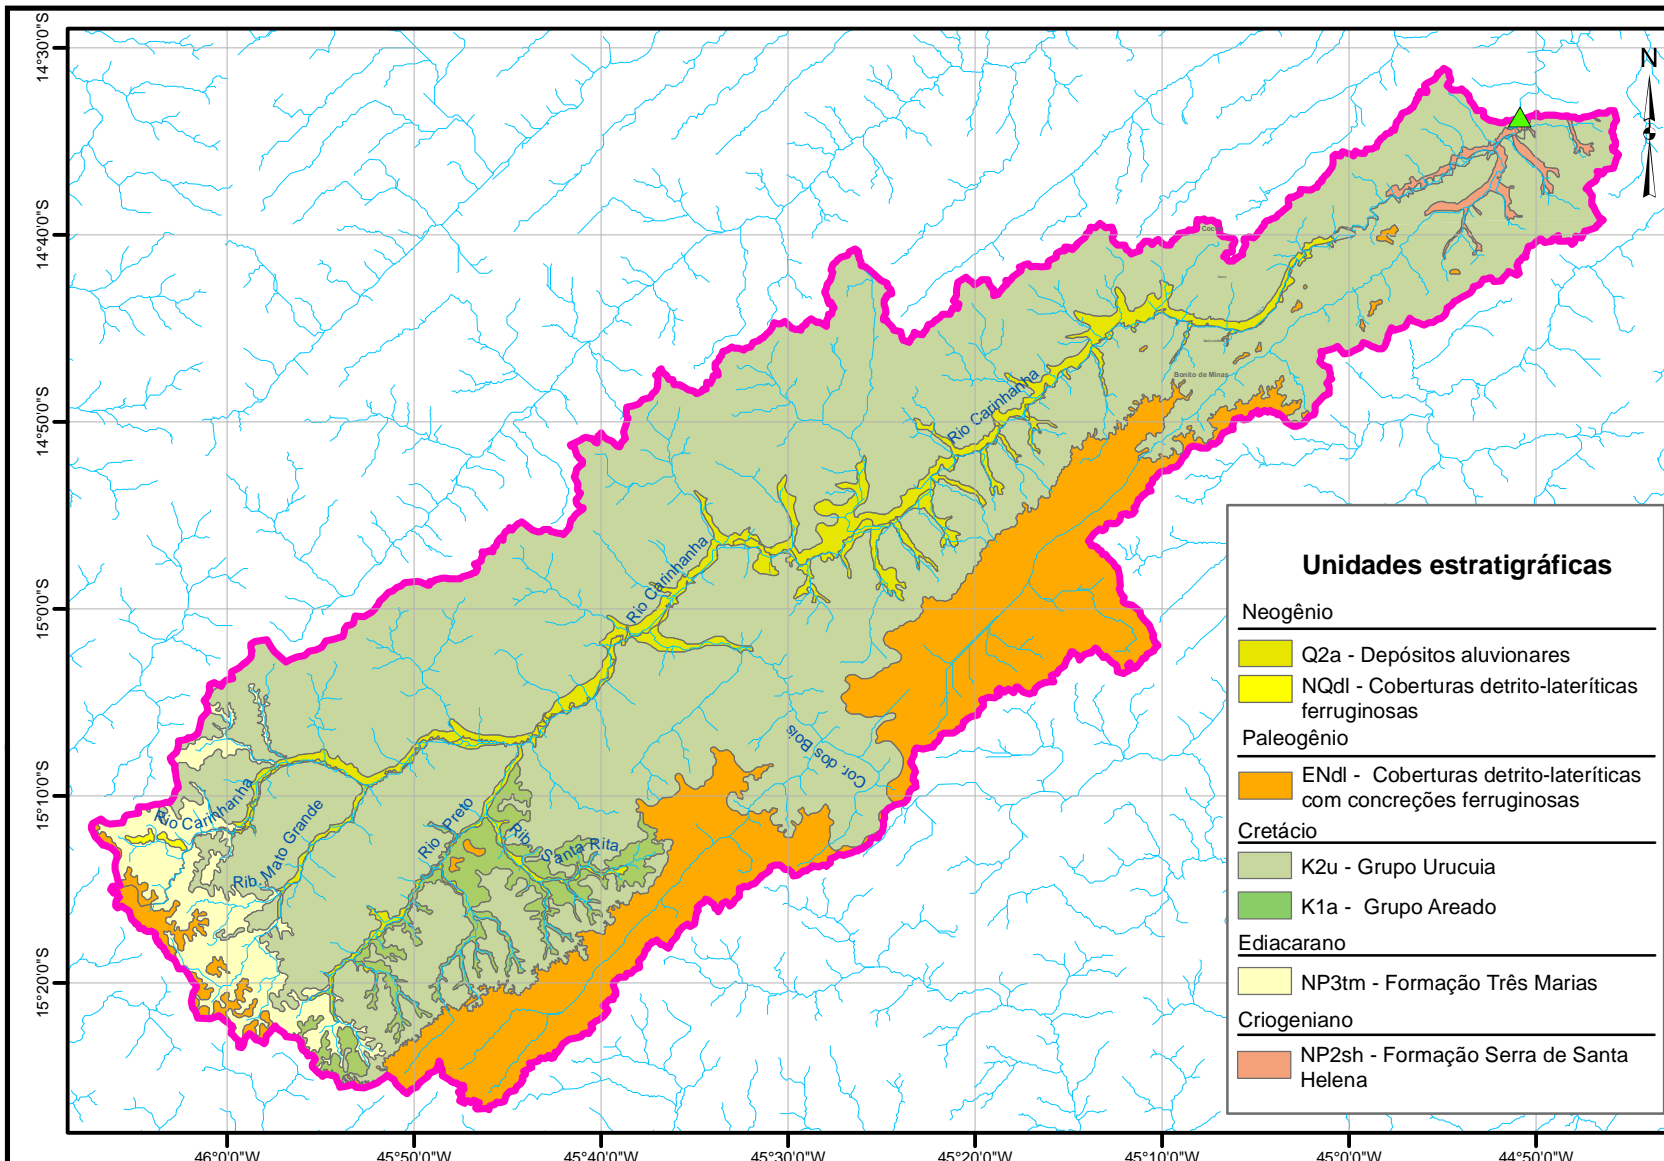 14°30'0"S
14°40'0"S
14°50'0"S
15°0'0"S
15°10'0"S
15°20'0"S
N
Bonito de Minas
Rio Carinhanha
Rio Carinhanha
Cor. dos Bois
Rio Carinhanha
Rib. Mato Grande
Rio Preto
Rib. Santa Rita
Unidades estratigráficas
Neogênio
Q2a - Depósitos aluvionares
NQdl - Coberturas detrito-lateríticas
ferruginosas
Paleogênio
ENdl - Coberturas detrito-lateríticas
com concreções ferruginosas
Cretácio
K2u - Grupo Urucuia
K1a - Grupo Areado
Ediacarano
NP3tm - Formação Três Marias
Criogeniano
NP2sh - Formação Serra de Santa
Helena
46°0'0"W
45°50'0"W
45°40'0"W
45°30'0"W
45°20'0"W
45°10'0"W
45°0'0"W
44°50'0"W